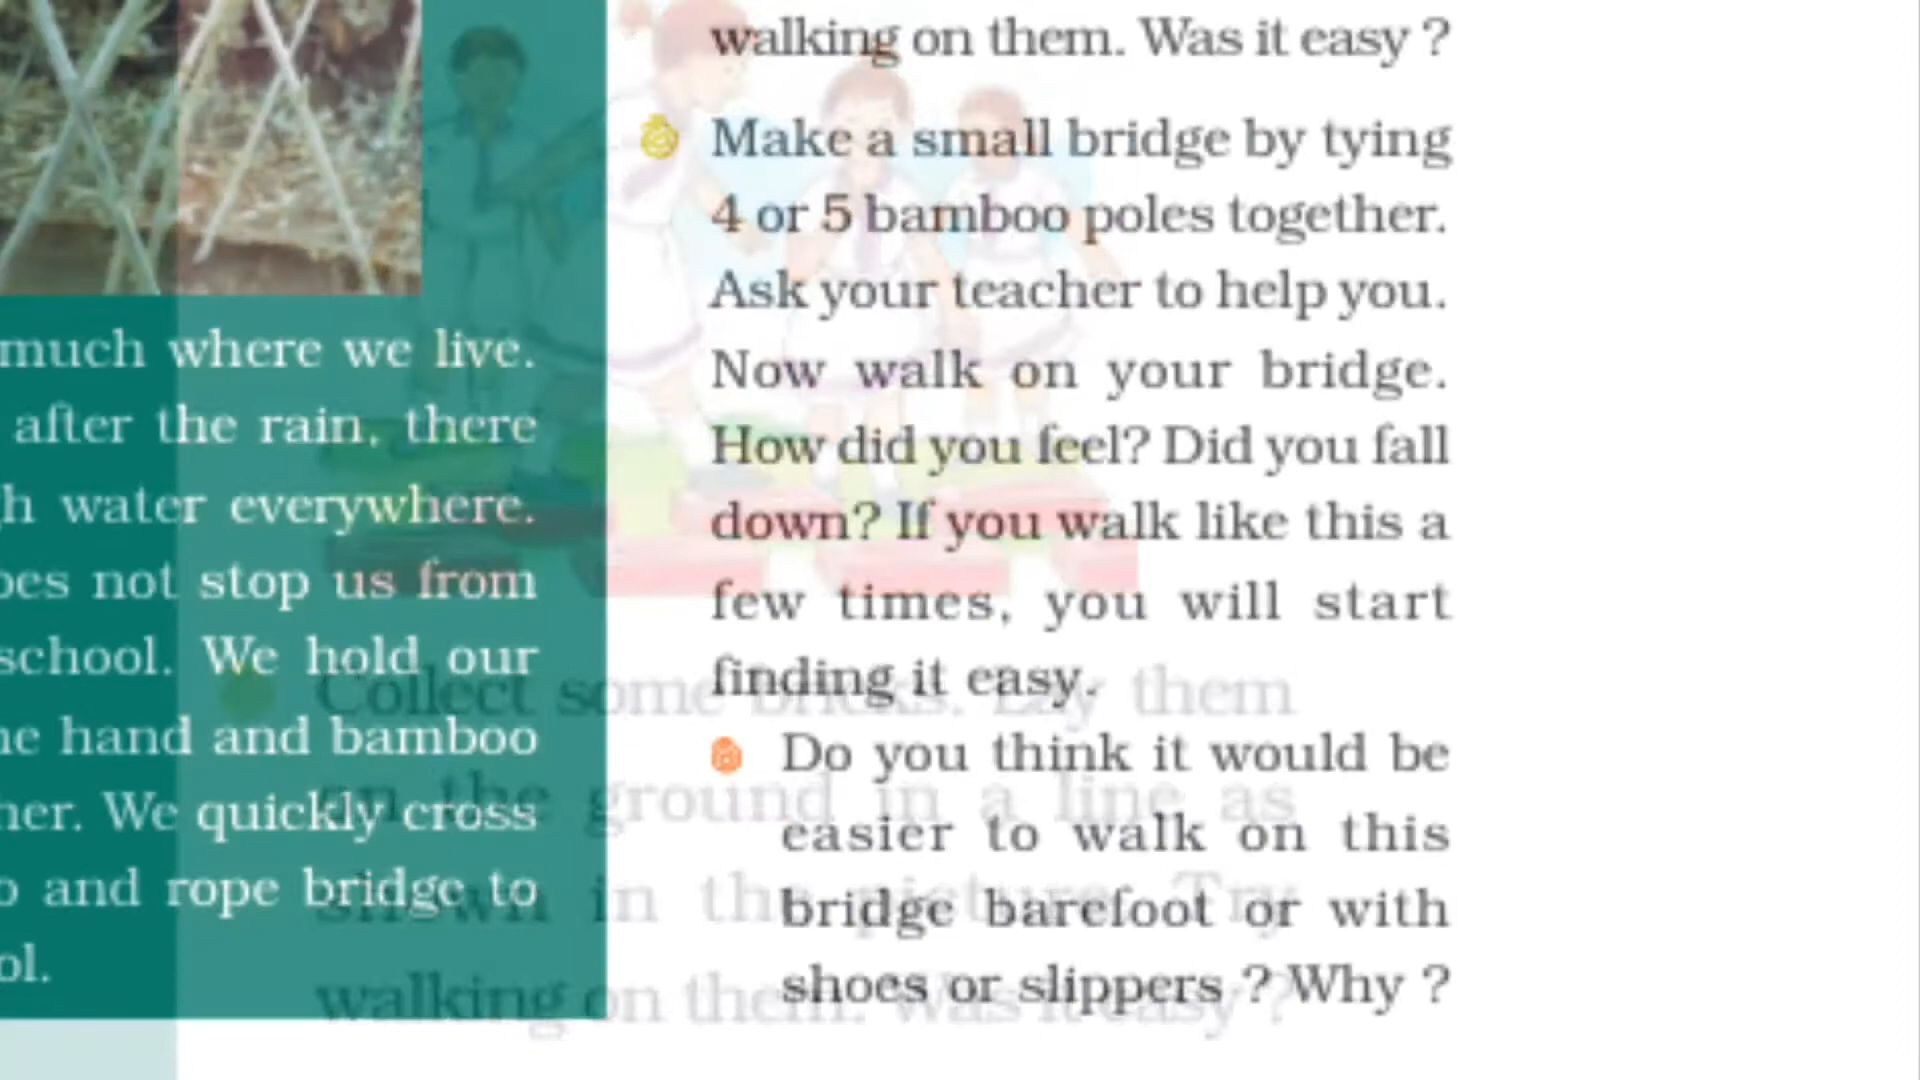 much where we live.
after the rain, there
water everywhere.
not stop us from
school. We hold our
hand and bamboo
We quickly cross
and rope bridge to
walking on them. Was it easy ?
Make a small bridge by tying
4 or 5 bamboo poles together.
Ask your teacher to help you.
Now walk on your bridge.
How did you feel? Did you fall
down? If you walk like this a
few times, you will start
finding it easy.
Do you think it would be
easier to walk on this
bridge barefoot or with
shoes or slippers ? Why ?
Collect some bricks. Lay them
on the ground in a line as
shown in the picture. Try
walking on them. Was it easy ?